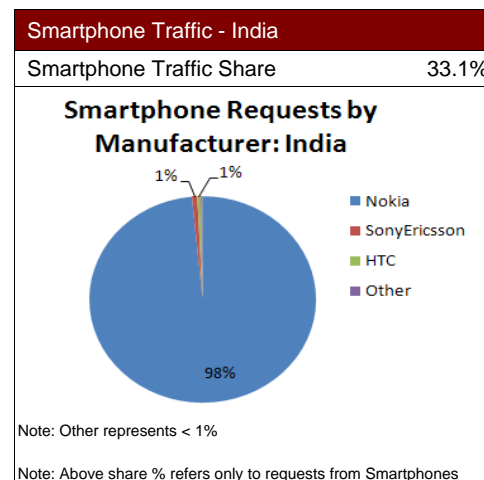 Smartphone Traffic - India
Smartphone Traffic Share 33.1%
Smartphone Requests by
Manufacturer: India
1% 1%
Nokia
SonyEricsson
HTC
Other
98%
Note: Other represents < 1%
Note: Above share % refers only to requests from Smartphones